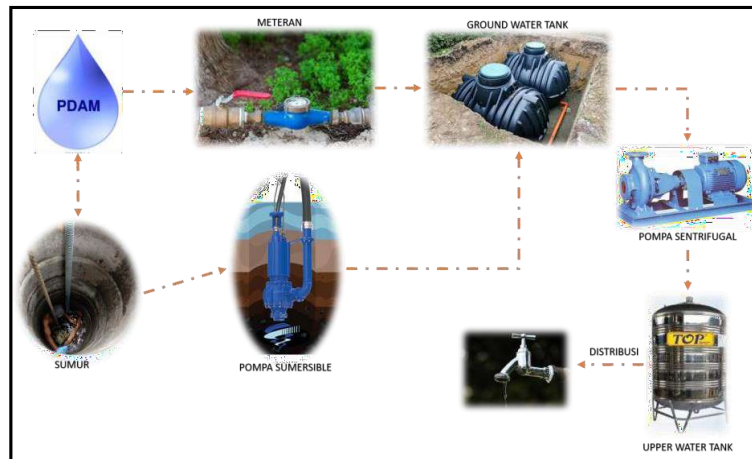 METERAN
GROUND WATER TANK
PDAM
POMPA SENTRIFUGAL
SUMUR
POMPA SUMERSIBLE
DISTRIBUSI
TOP
UPPER WATER TANK